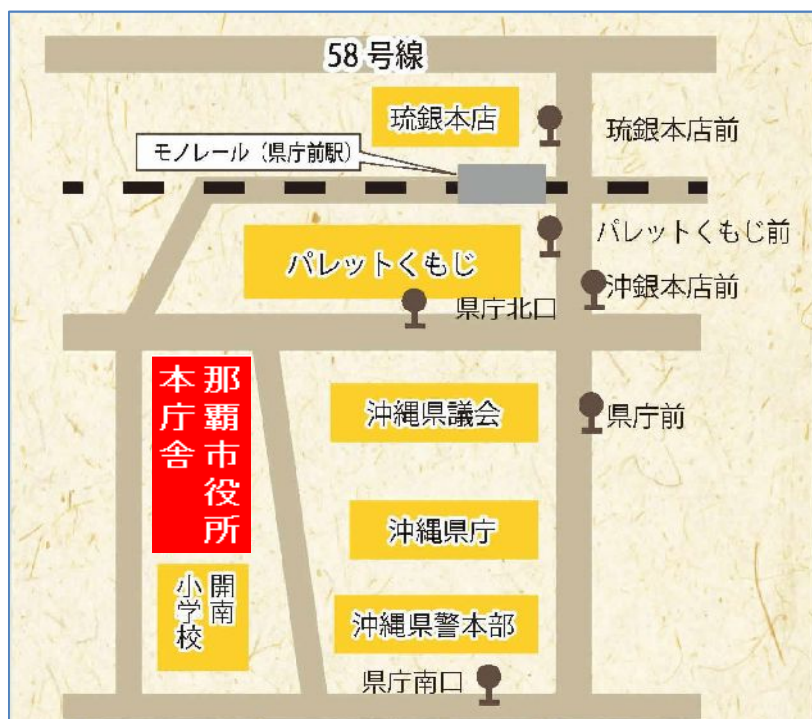 58号線
琉銀本店
琉銀本店前
モノレール（県庁前駅）
パレットくもじ前
パレットくもじ
沖銀本店前
県庁北口
那覇市役所
本庁舎
沖縄県議会
県庁前
沖縄県庁
開南
小学校
沖縄県警本部
県庁南口